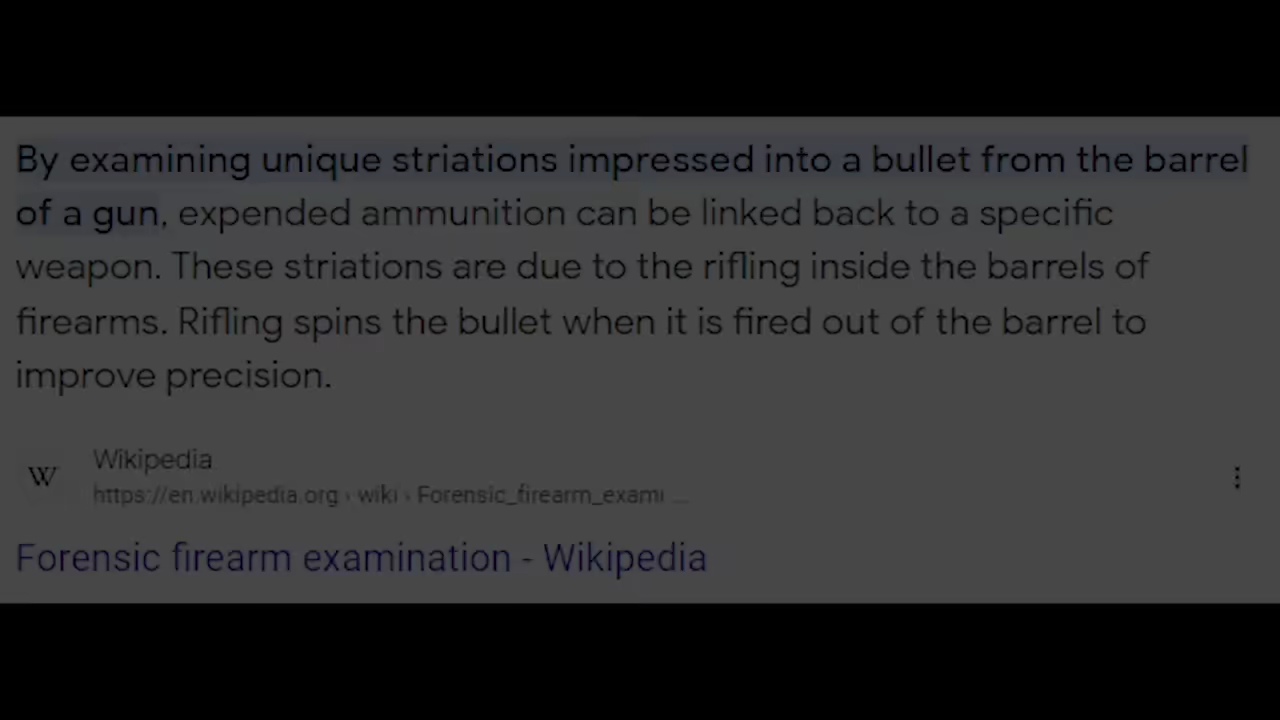 By examining unique striations impressed into a bullet from the barrel
of a gun, expended ammunition can be linked back to a specific
weapon. These striations are due to the rifling inside the barrels of
firearms. Rifling spins the bullet when it is fired out of the barrel to
improve precision.
W
Wikipedia
https://en.wikipedia.org › wiki › Forensic_firearm_exami ...
Forensic firearm examination - Wikipedia